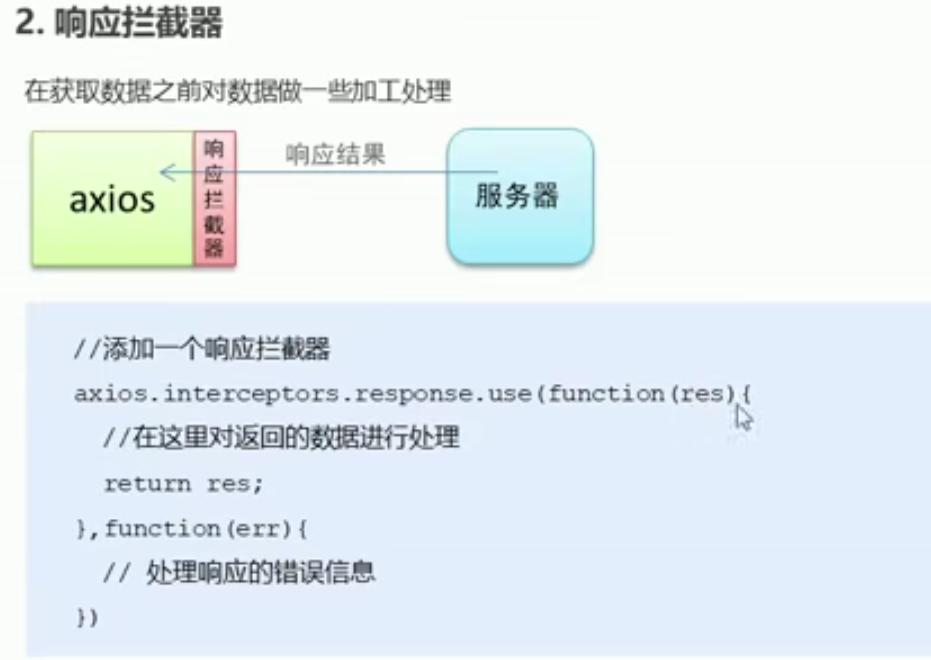 2. 响应拦截器
在获取数据之前对数据做一些加工处理
axios
响应拦截器
响应结果
服务器
//添加一个响应拦截器
axios.interceptors.response.use(function(res){
//在这里对返回的数据进行处理
return res;
},function(err){
// 处理响应的错误信息
})